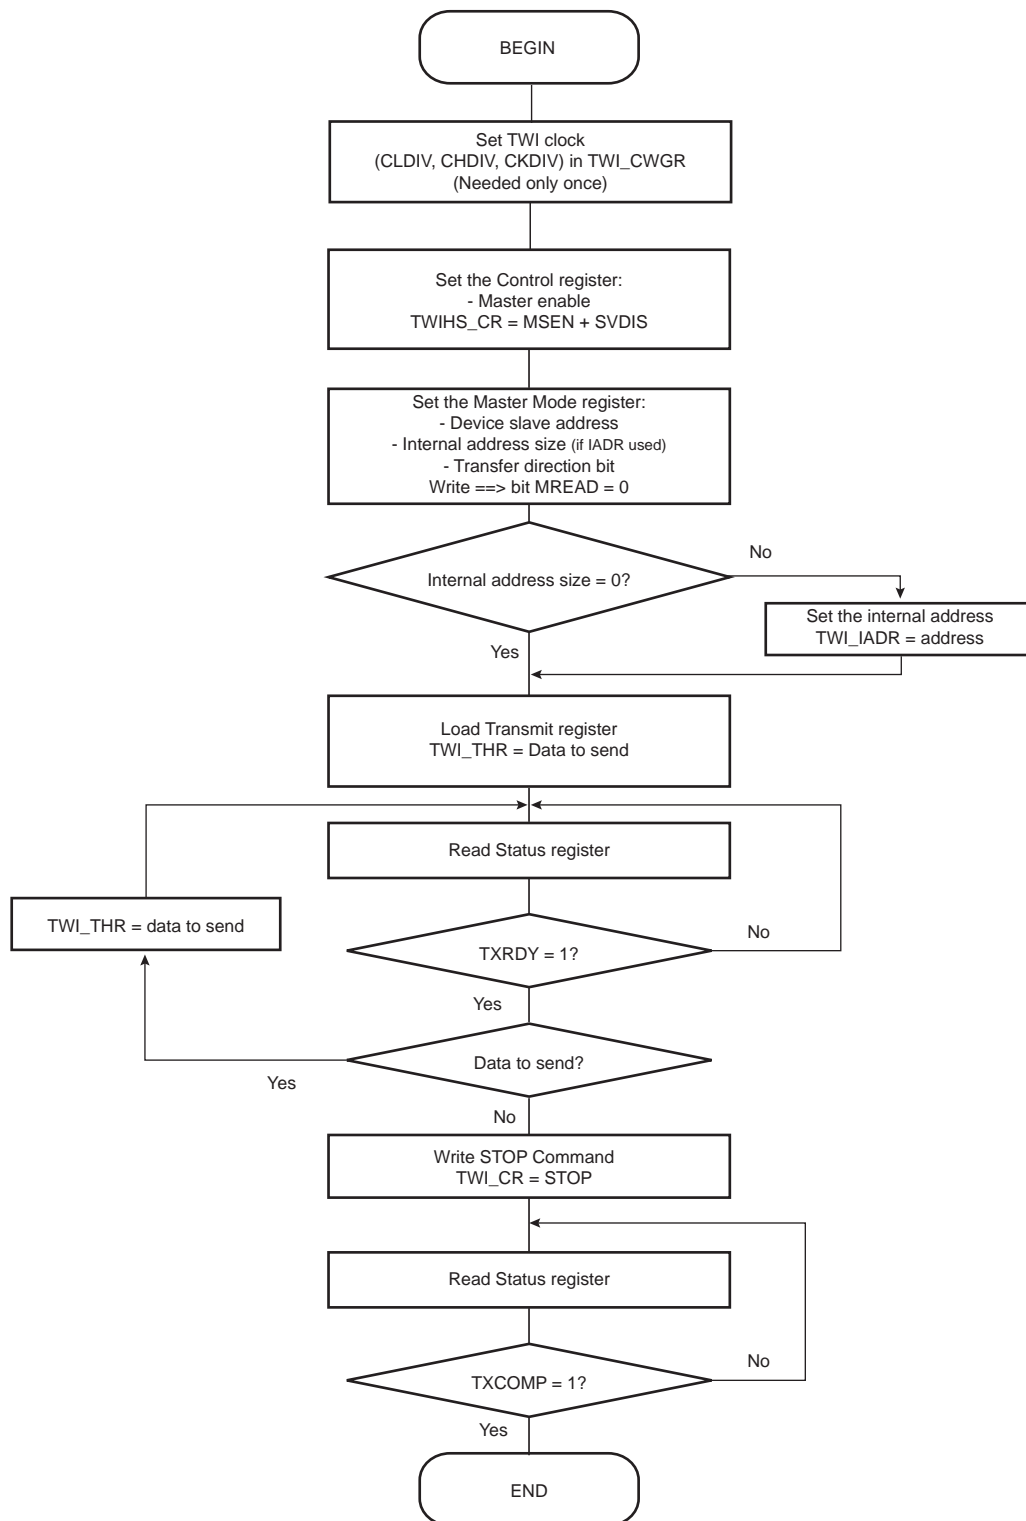 BEGIN
Set TWI clock
(CLDIV, CHDIV, CKDIV) in TWI_CWGR
(Needed only once)
Set the Control register:
- Master enable
TWIHS_CR = MSEN + SVDIS
Set the Master Mode register:
- Device slave address
- Internal address size (if IADR used)
- Transfer direction bit
Write ==> bit MREAD = 0
No
Internal address size = 0?
Set the internal address
TWI_IADR = address
Yes
Load Transmit register
TWI_THR = Data to send
Read Status register
TWI_THR = data to send
No
TXRDY = 1?
Yes
Data to send?
Yes
No
Write STOP Command
TWI_CR = STOP
Read Status register
No
TXCOMP = 1?
Yes
END